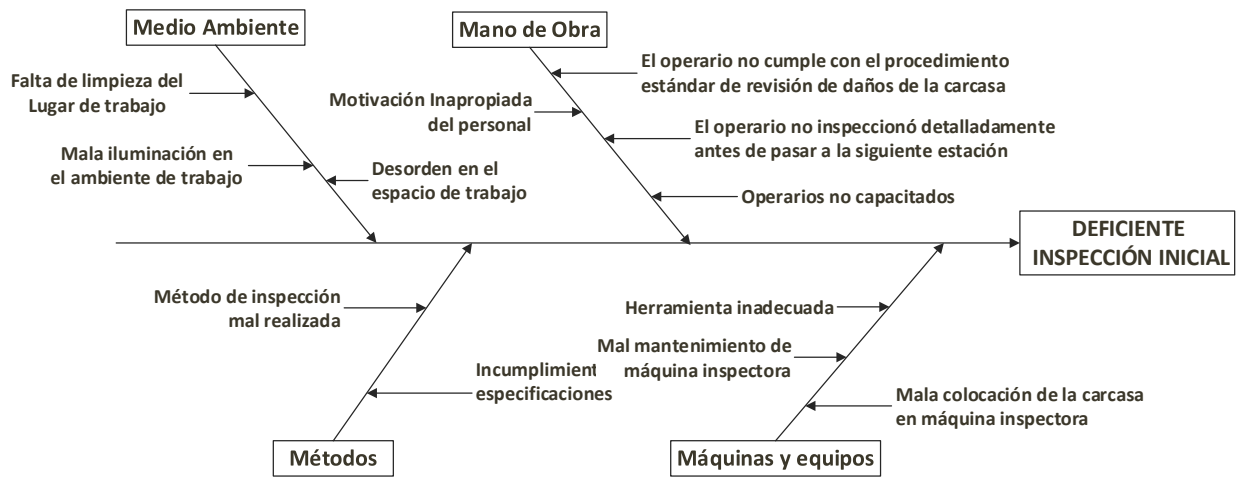 Medio Ambiente
Mano de Obra
Falta de limpieza del
Lugar de trabajo
Mala iluminación en
el ambiente de trabajo
Desorden en el
espacio de trabajo
El operario no cumple con el procedimiento
estándar de revisión de daños de la carcasa
Motivación Inapropiada
del personal
El operario no inspeccionó detalladamente
antes de pasar a la siguiente estación
Operarios no capacitados
DEFICIENTE
INSPECCIÓN INICIAL
Método de inspección
mal realizada
Incumplimient
especificaciones
Herramienta inadecuada
Mal mantenimiento de
máquina inspectora
Mala colocación de la carcasa
en máquina inspectora
Métodos
Máquinas y equipos